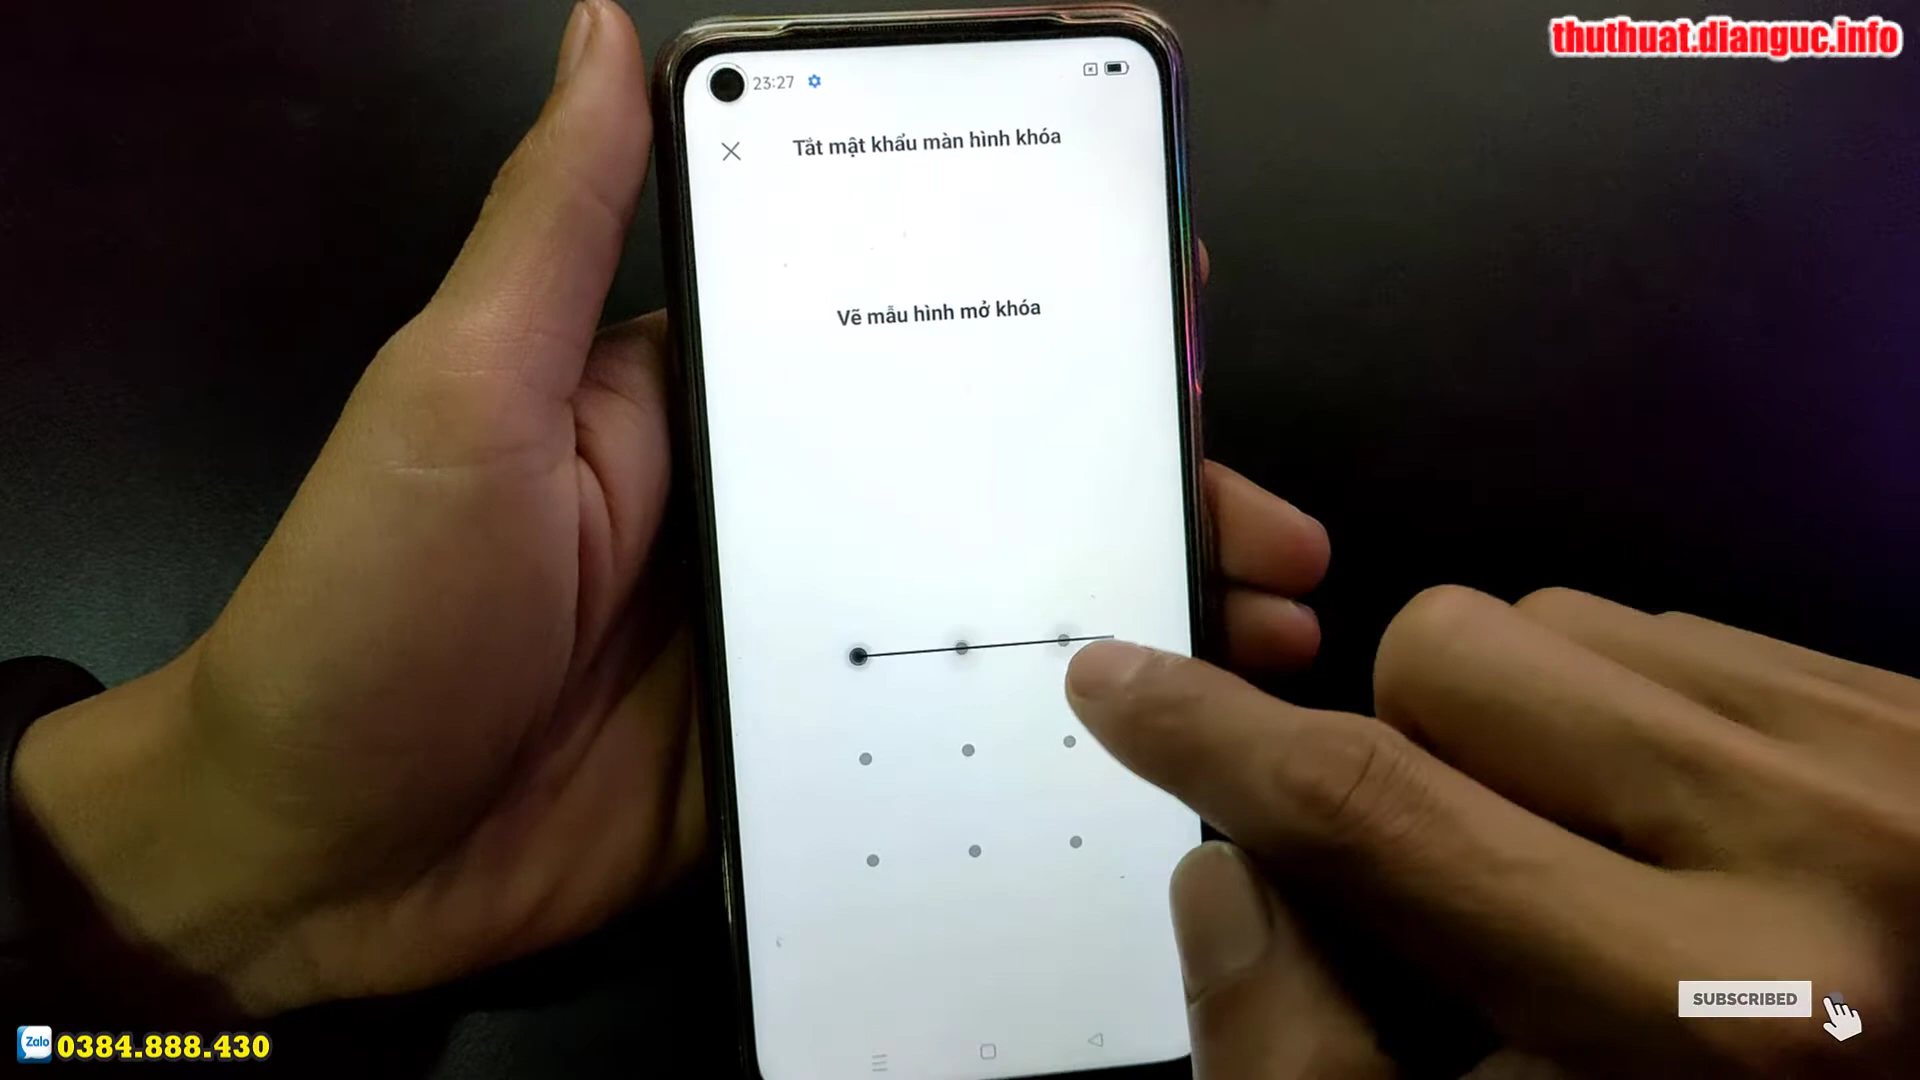 thuthuat.dianguc.info
23:27
Tắt mật khẩu màn hình khóa
Vẽ mẫu hình mở khóa
SUBSCRIBED
Zalo 0384.888.430